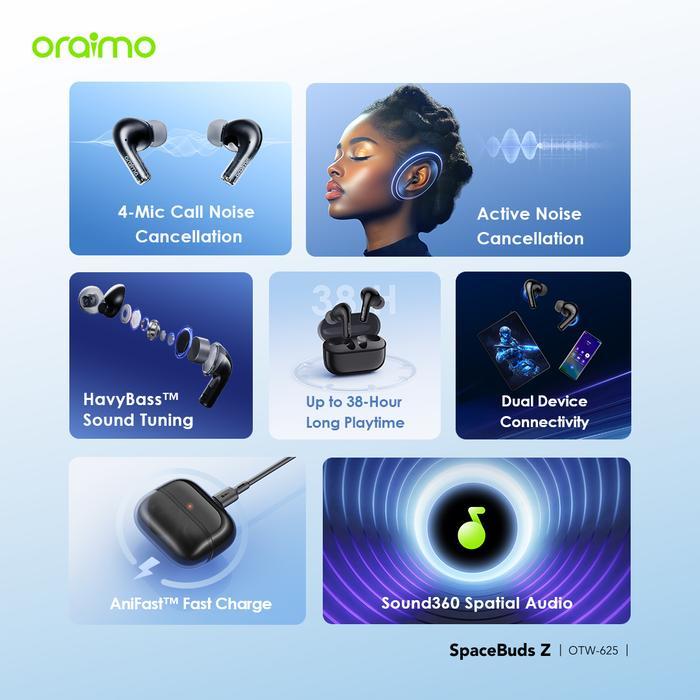 oraimo
4-Mic Call Noise
Cancellation
Active Noise
Cancellation
HavyBass™
Sound Tuning
38H
Up to 38-Hour
Long Playtime
Dual Device
Connectivity
AniFast™ Fast Charge
Sound360 Spatial Audio
SpaceBuds Z | OTW-625 |